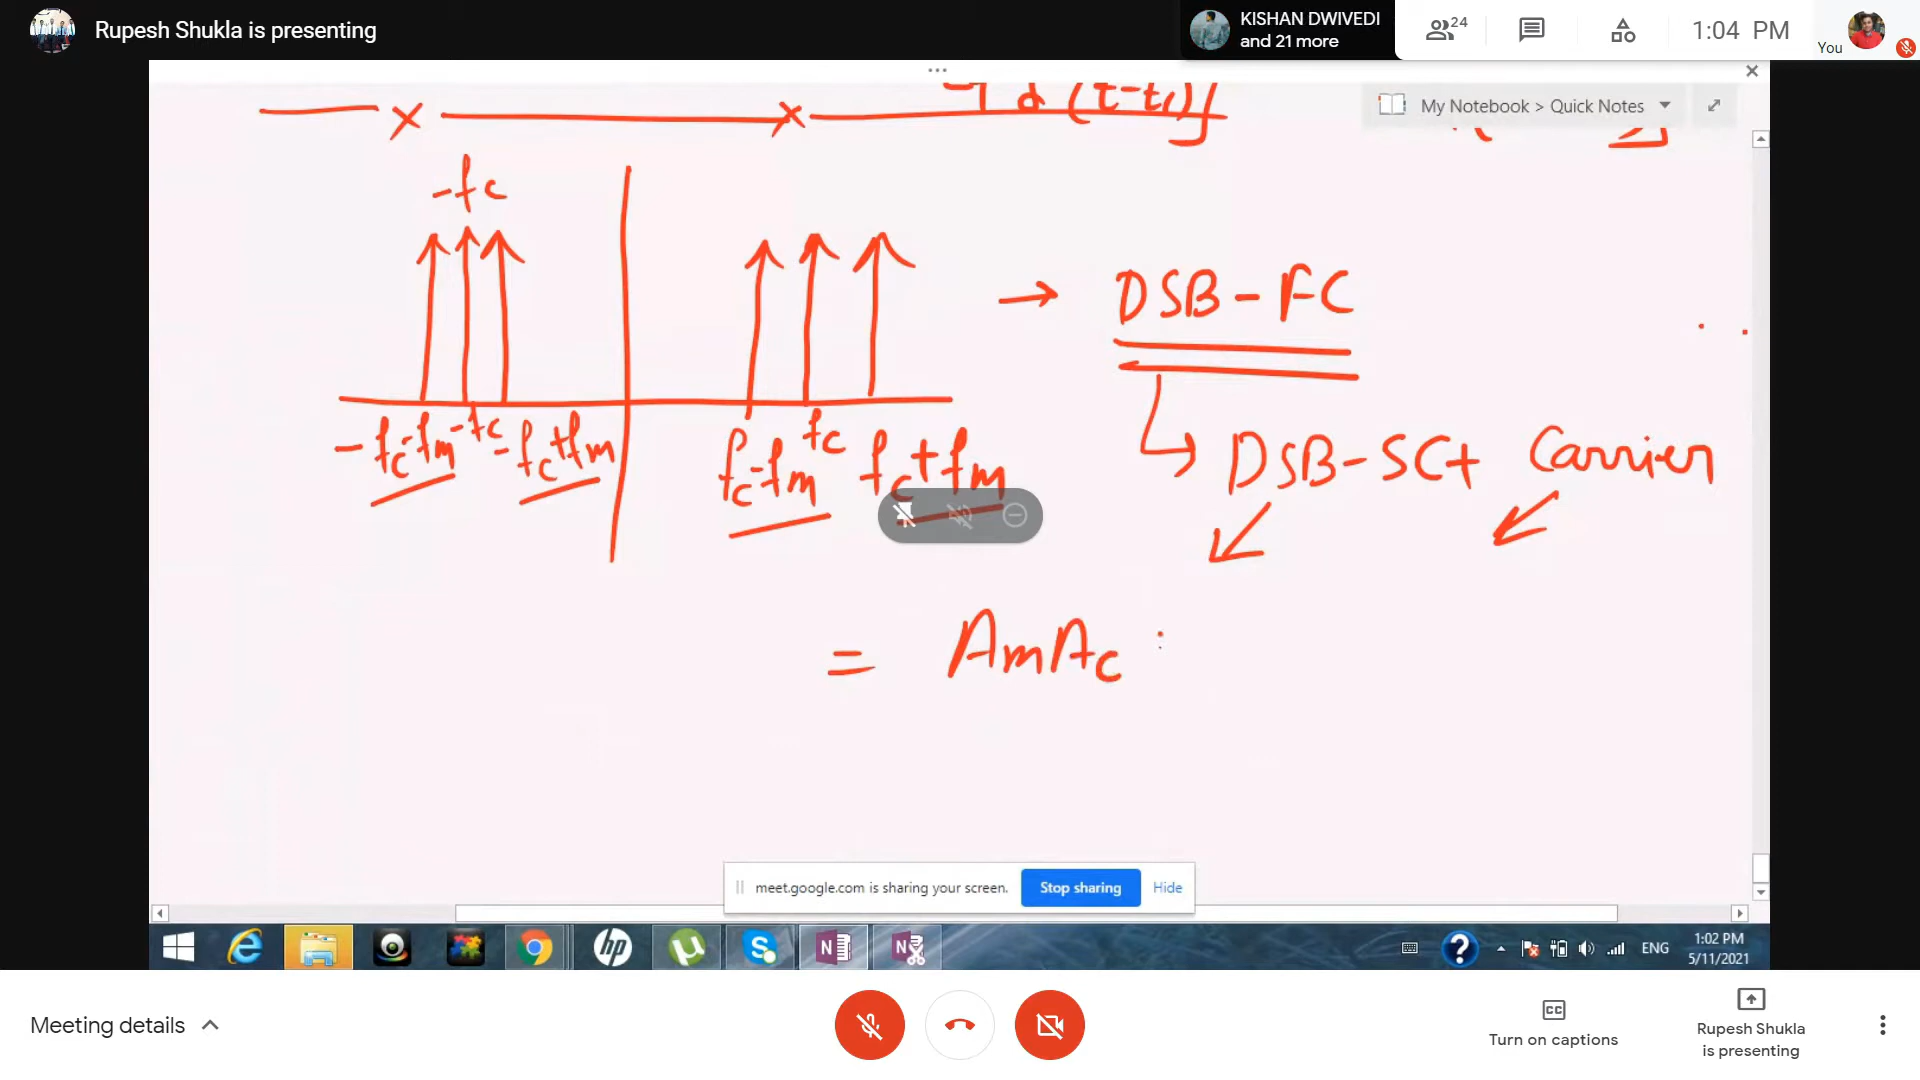 Rupesh Shukla is presenting
KISHAN DWIVEDI
and 21 more
24
1:04 PM
You
My Notebook > Quick Notes
-fc
-fc-fm -fc -fc+fm
fc-fm fc fc+fm
→ DSB-FC
DSB-SC+ Carrier
= AmAc
meet.google.com is sharing your screen.
Stop sharing
Hide
hp
ENG
1:02 PM
5/11/2021
Meeting details
Turn on captions
Rupesh Shukla
is presenting